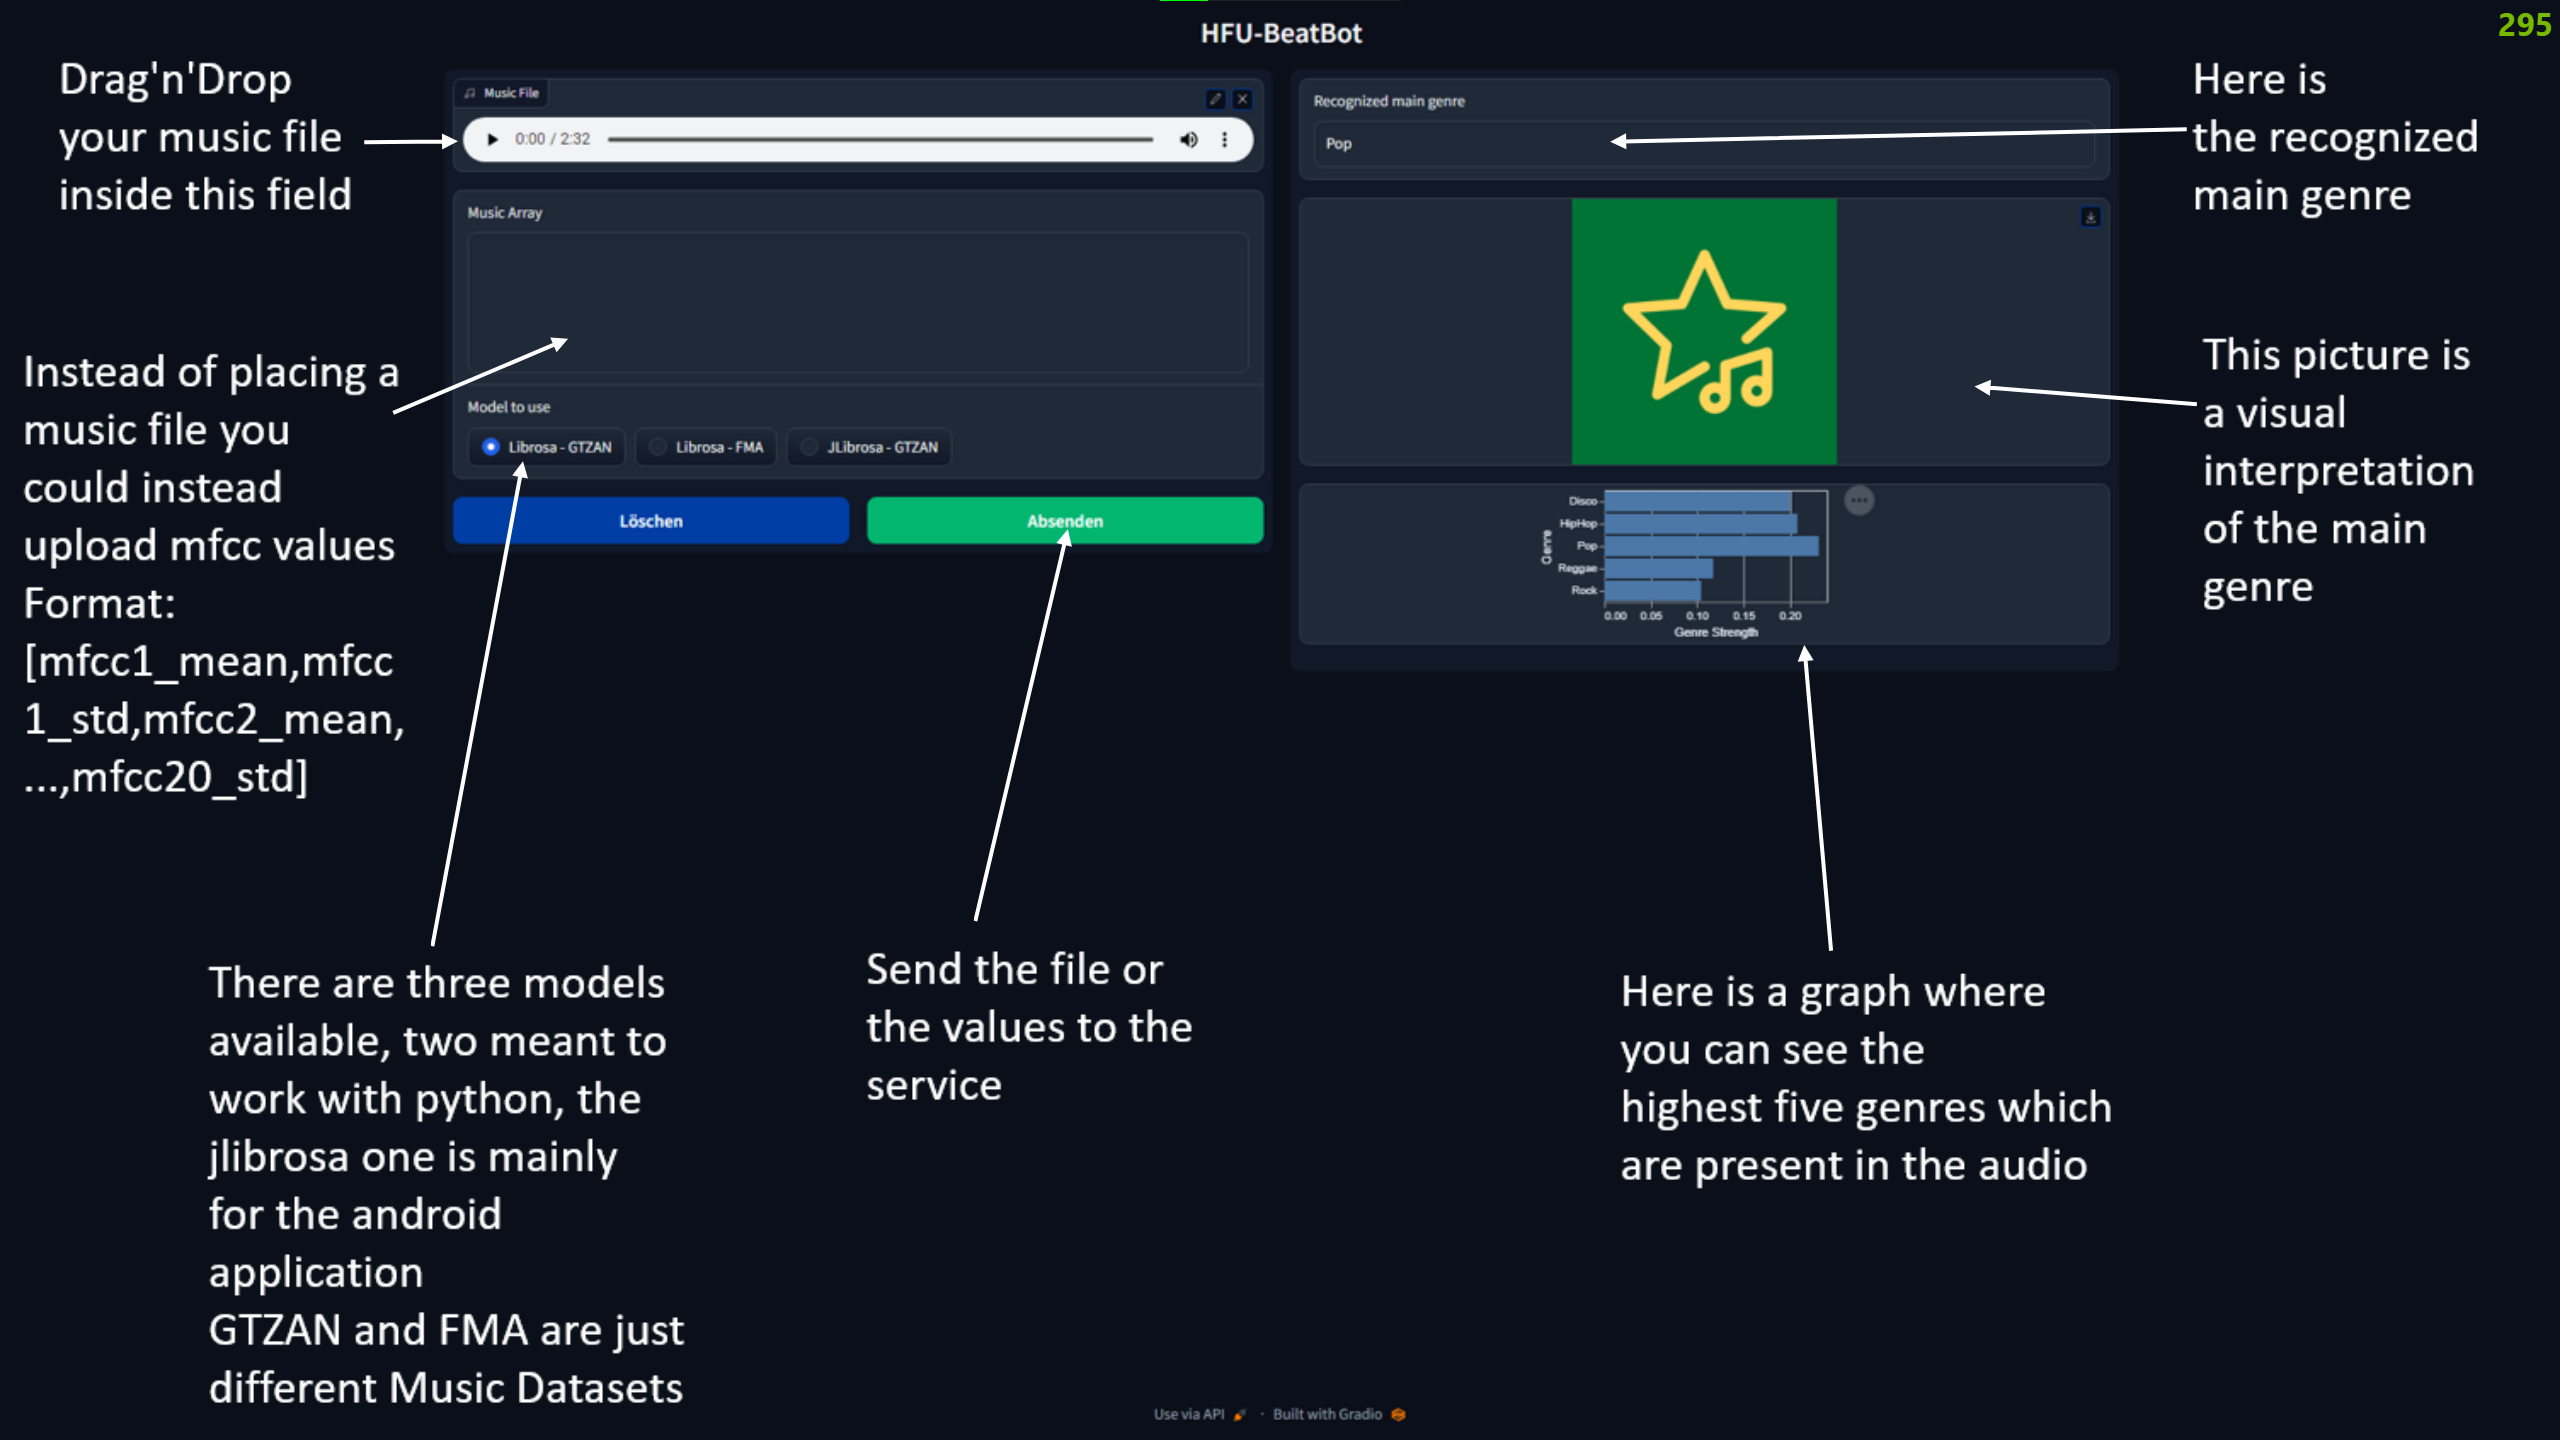 HFU-BeatBot
295
Drag'n'Drop
your music file
inside this field
Instead of placing a
music file you
could instead
upload mfcc values
Format:
[mfcc1_mean,mfcc
1_std,mfcc2_mean,
...,mfcc20_std]
Music File
0:00 / 2:32
Music Array
Model to use
Librosa - GTZAN
Librosa - FMA
JLibrosa - GTZAN
Löschen
Absenden
Recognized main genre
Pop
Genre
Disco
HipHop
Pop
Reggae
Rock
0.00 0.05 0.10 0.15 0.20
Genre Strength
Here is
the recognized
main genre
This picture is
a visual
interpretation
of the main
genre
There are three models
available, two meant to
work with python, the
jlibrosa one is mainly
for the android
application
GTZAN and FMA are just
different Music Datasets
Send the file or
the values to the
service
Here is a graph where
you can see the
highest five genres which
are present in the audio
Use via API · Built with Gradio